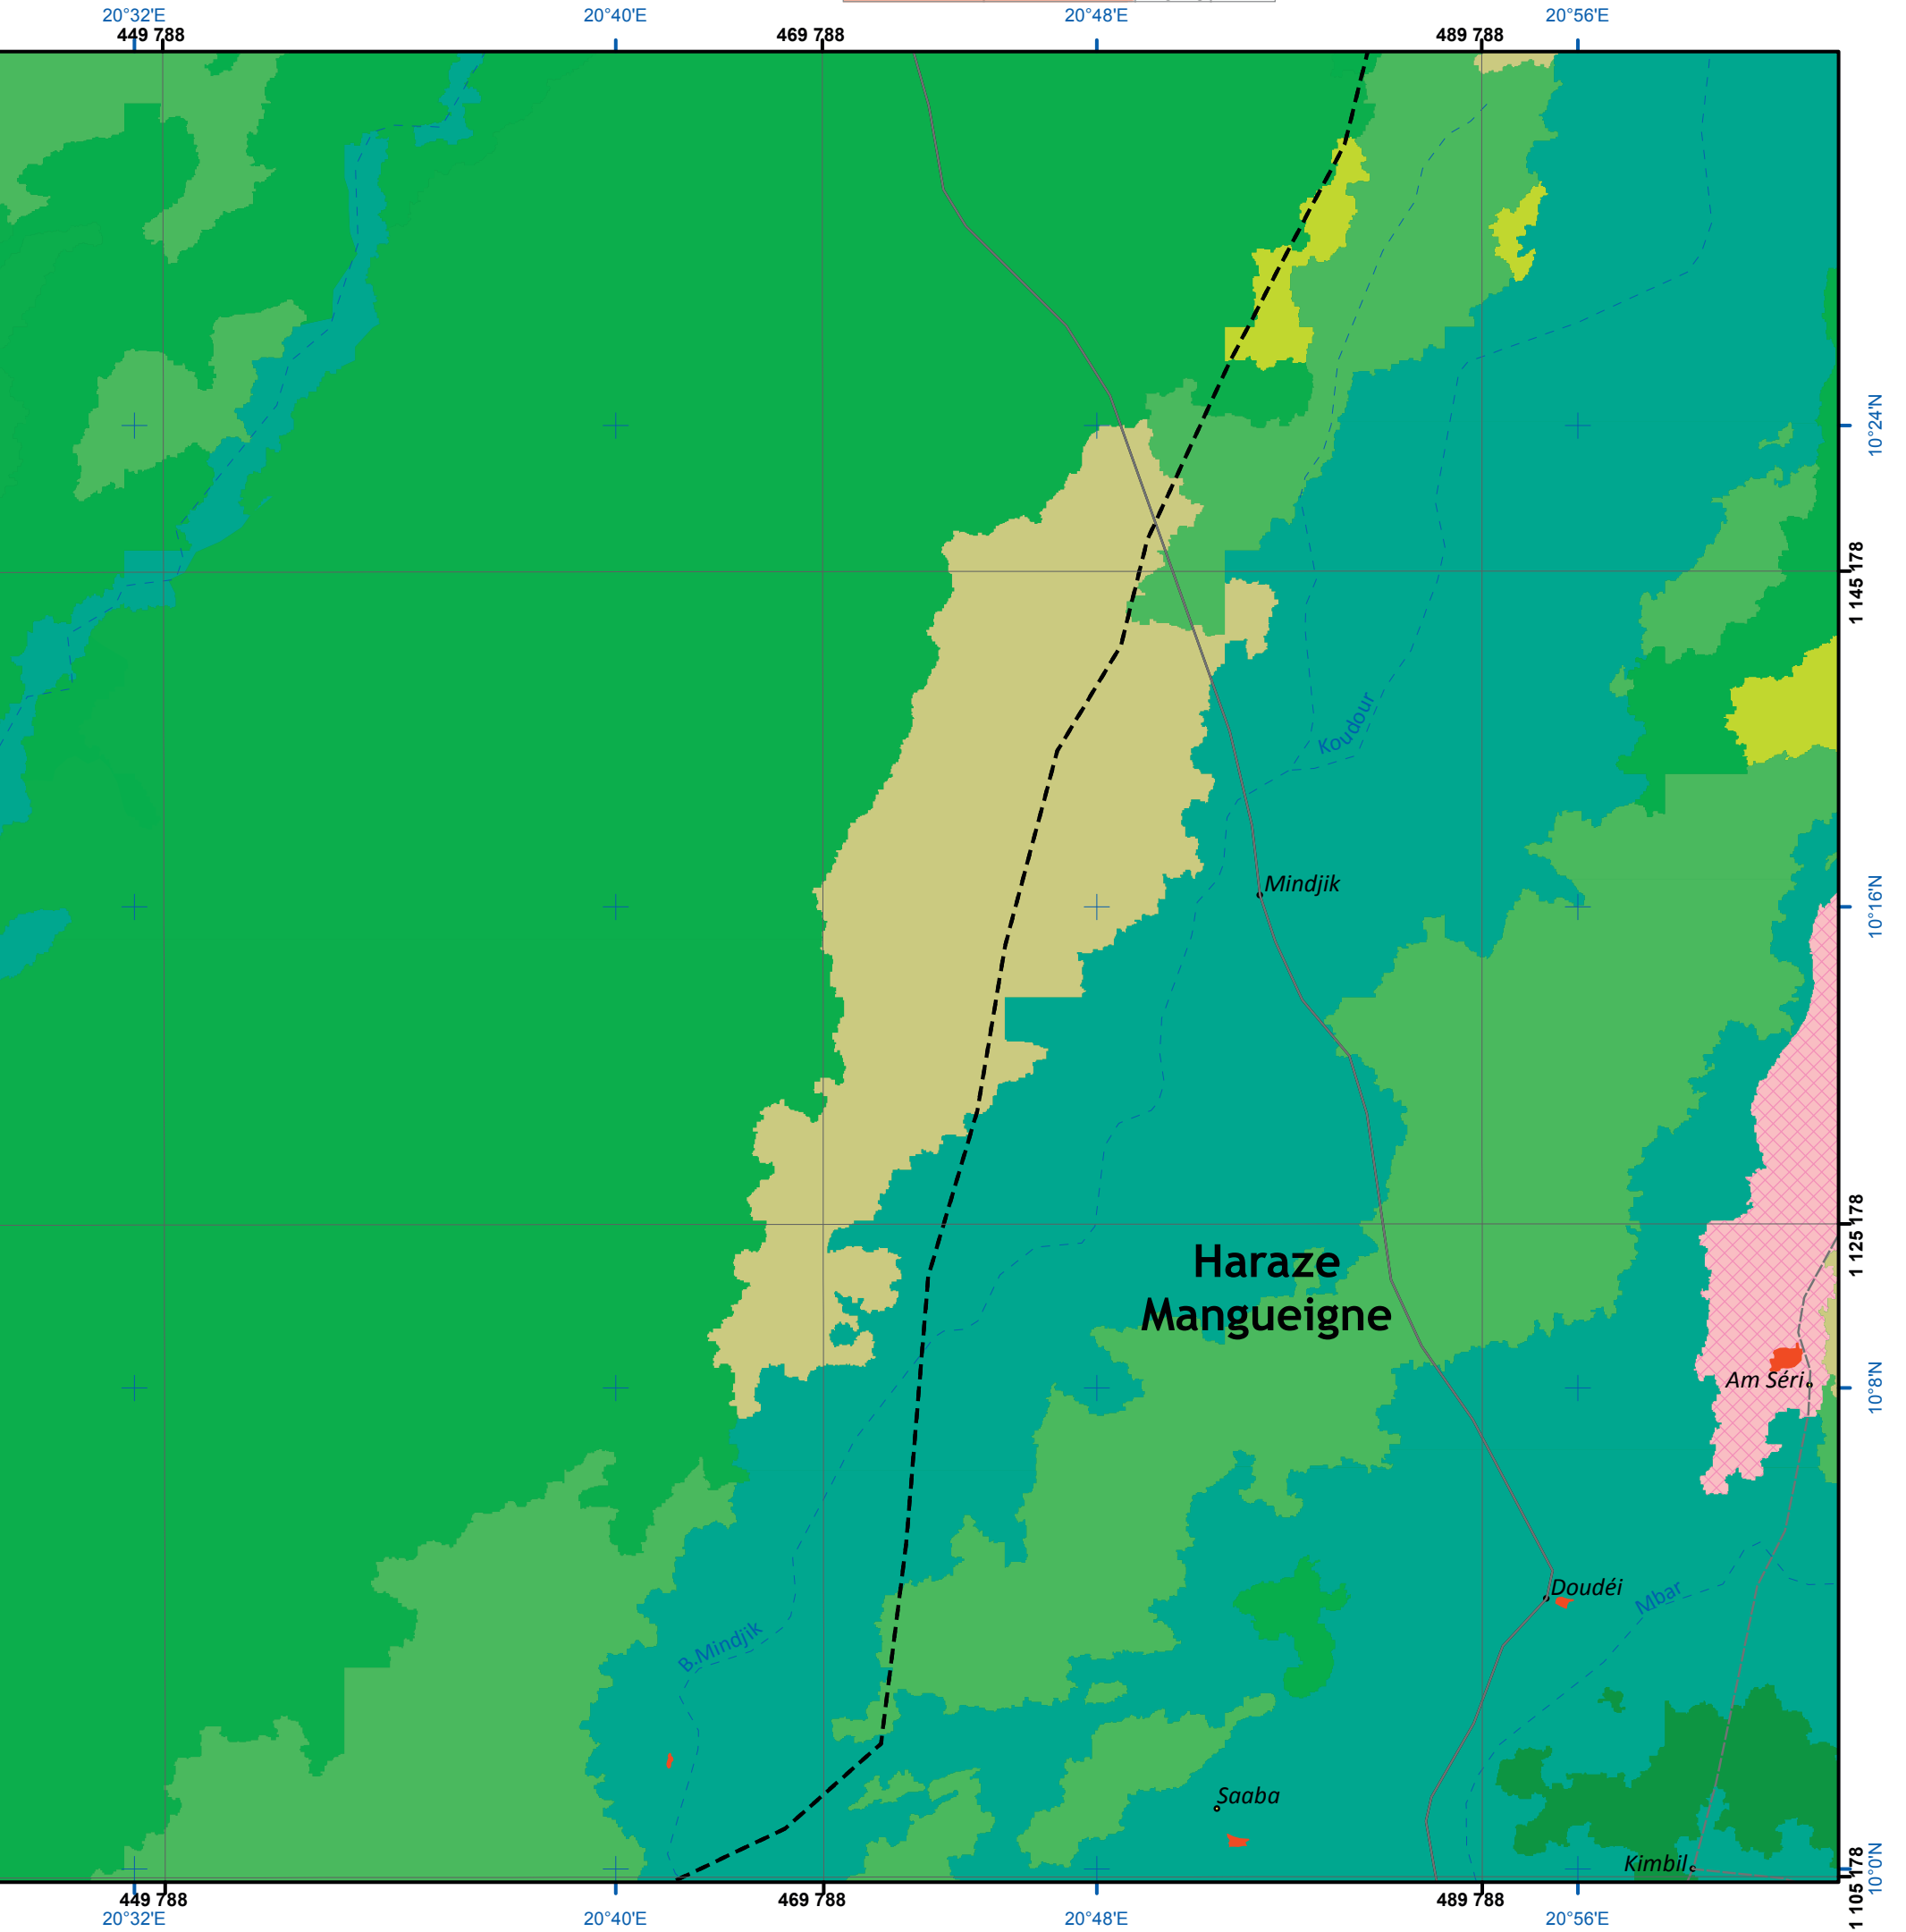 20°32'E 20°40'E 20°48'E 20°56'E
449 788 469 788 489 788
10°24'N
1 145 178
Koudour
Mindjik
10°16'N
1 125 178
Haraze
Mangueigne
Am Séri
10°8'N
Doudéi
Mbar
B.Mindjik
Saaba
Kimbil
10°0'N
1 105 178
449 788 469 788 489 788
20°32'E 20°40'E 20°48'E 20°56'E